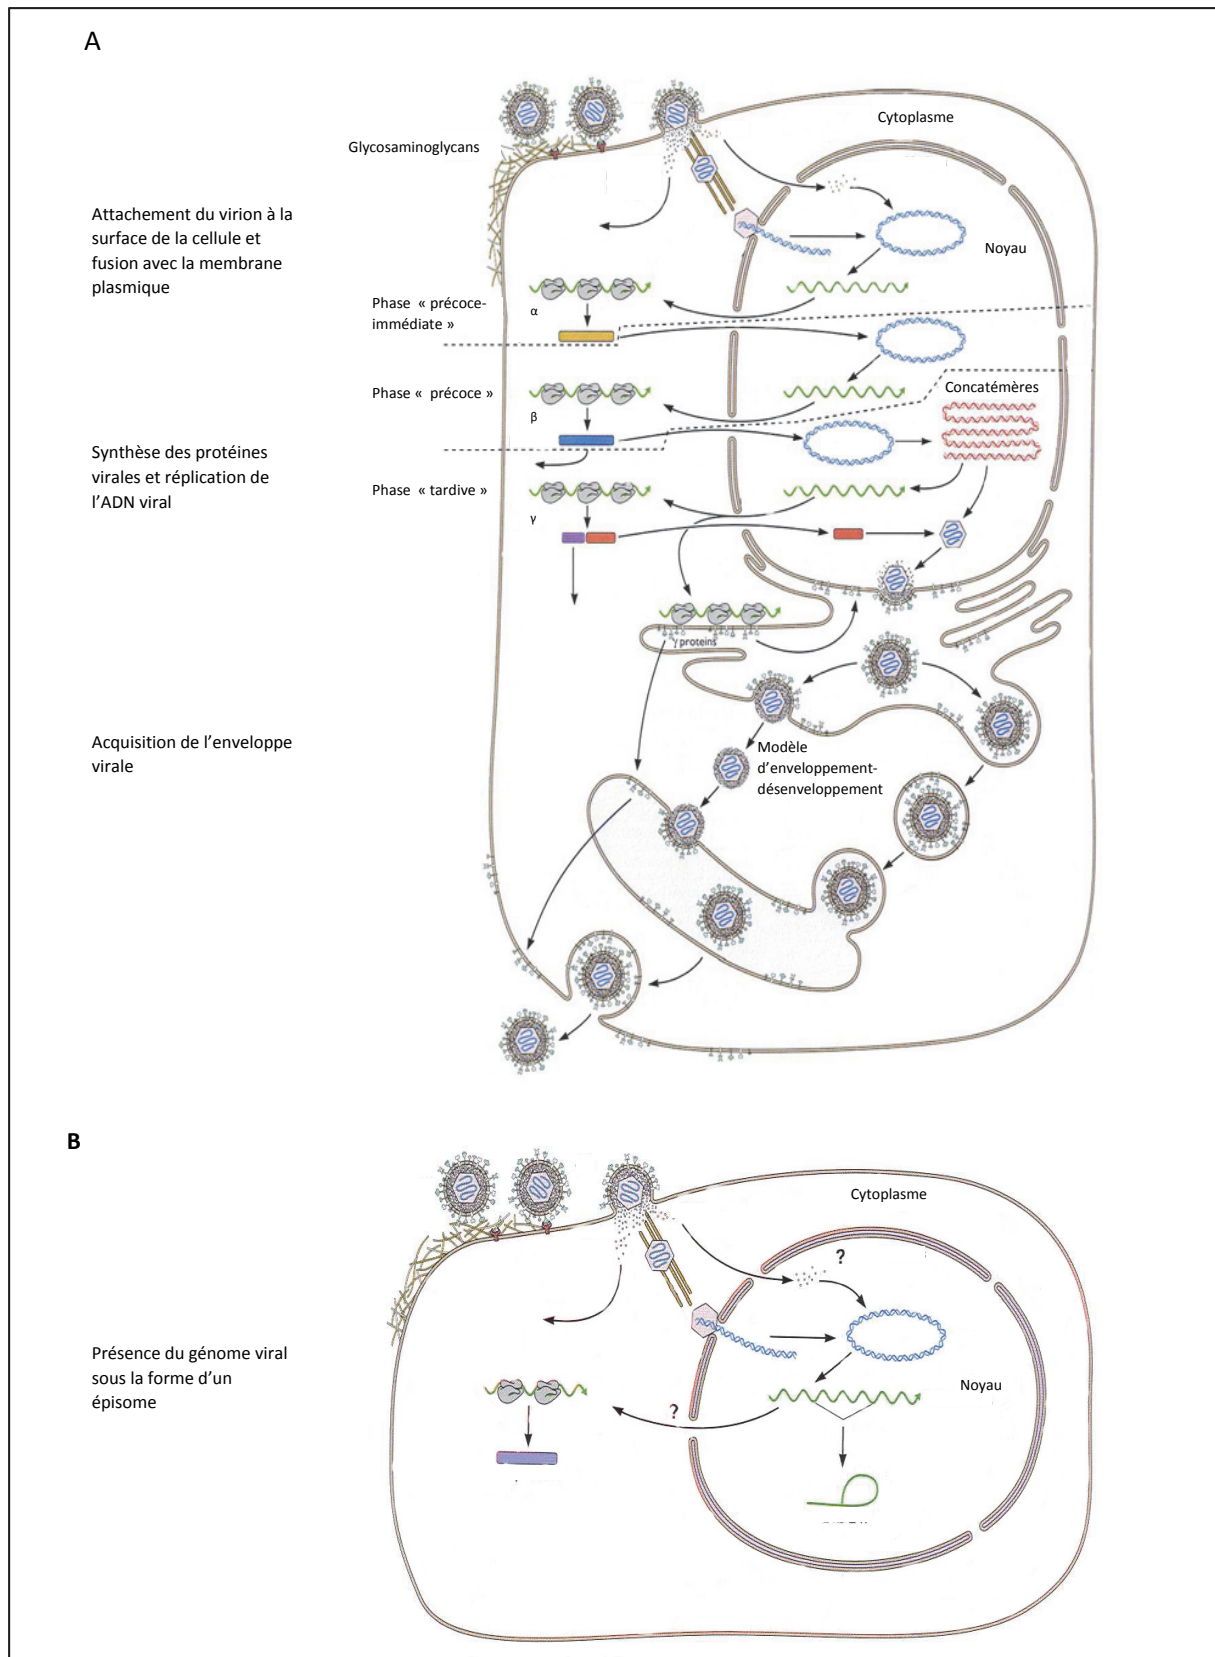 A
Cytoplasme
Glycosaminoglycans
Attachement du virion à la
surface de la cellule et
fusion avec la membrane
plasmique
Noyau
Phase « précoce-
immédiate »
α
Phase « précoce »
Concatémères
β
Synthèse des protéines
virales et réplication de
l’ADN viral
Phase « tardive »
γ
γ proteins
Acquisition de l’enveloppe
virale
Modèle
d’enveloppement-
désenveloppement
B
Cytoplasme
?
Présence du génome viral
sous la forme d’un
épisome
Noyau
?